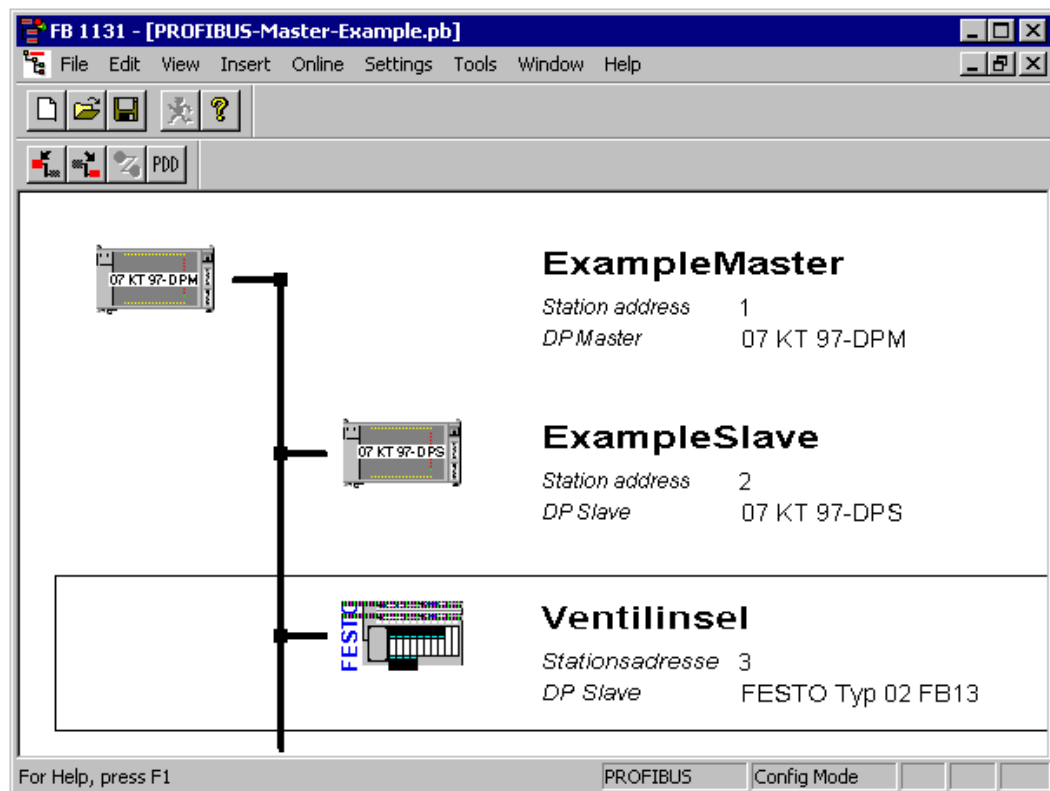 FB 1131 - [PROFIBUS-Master-Example.pb]
File Edit View Insert Online Settings Tools Window Help
PDD
07 KT 97-DPM
ExampleMaster
Station address 1
DP Master 07 KT 97-DPM
07 KT 97-DPS
ExampleSlave
Station address 2
DP Slave 07 KT 97-DPS
FESTO
Ventilinsel
Stationsadresse 3
DP Slave FESTO Typ 02 FB13
For Help, press F1 PROFIBUS Config Mode